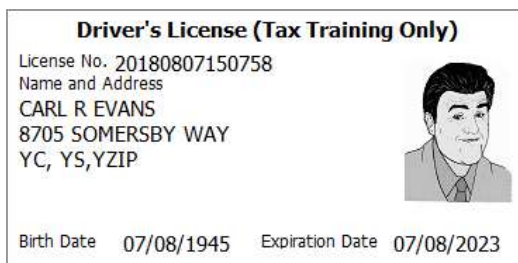 Driver's License (Tax Training Only)
License No. 20180807150758
Name and Address
CARL R EVANS
8705 SOMERSBY WAY
YC, YS,YZIP
Birth Date 07/08/1945 Expiration Date 07/08/2023